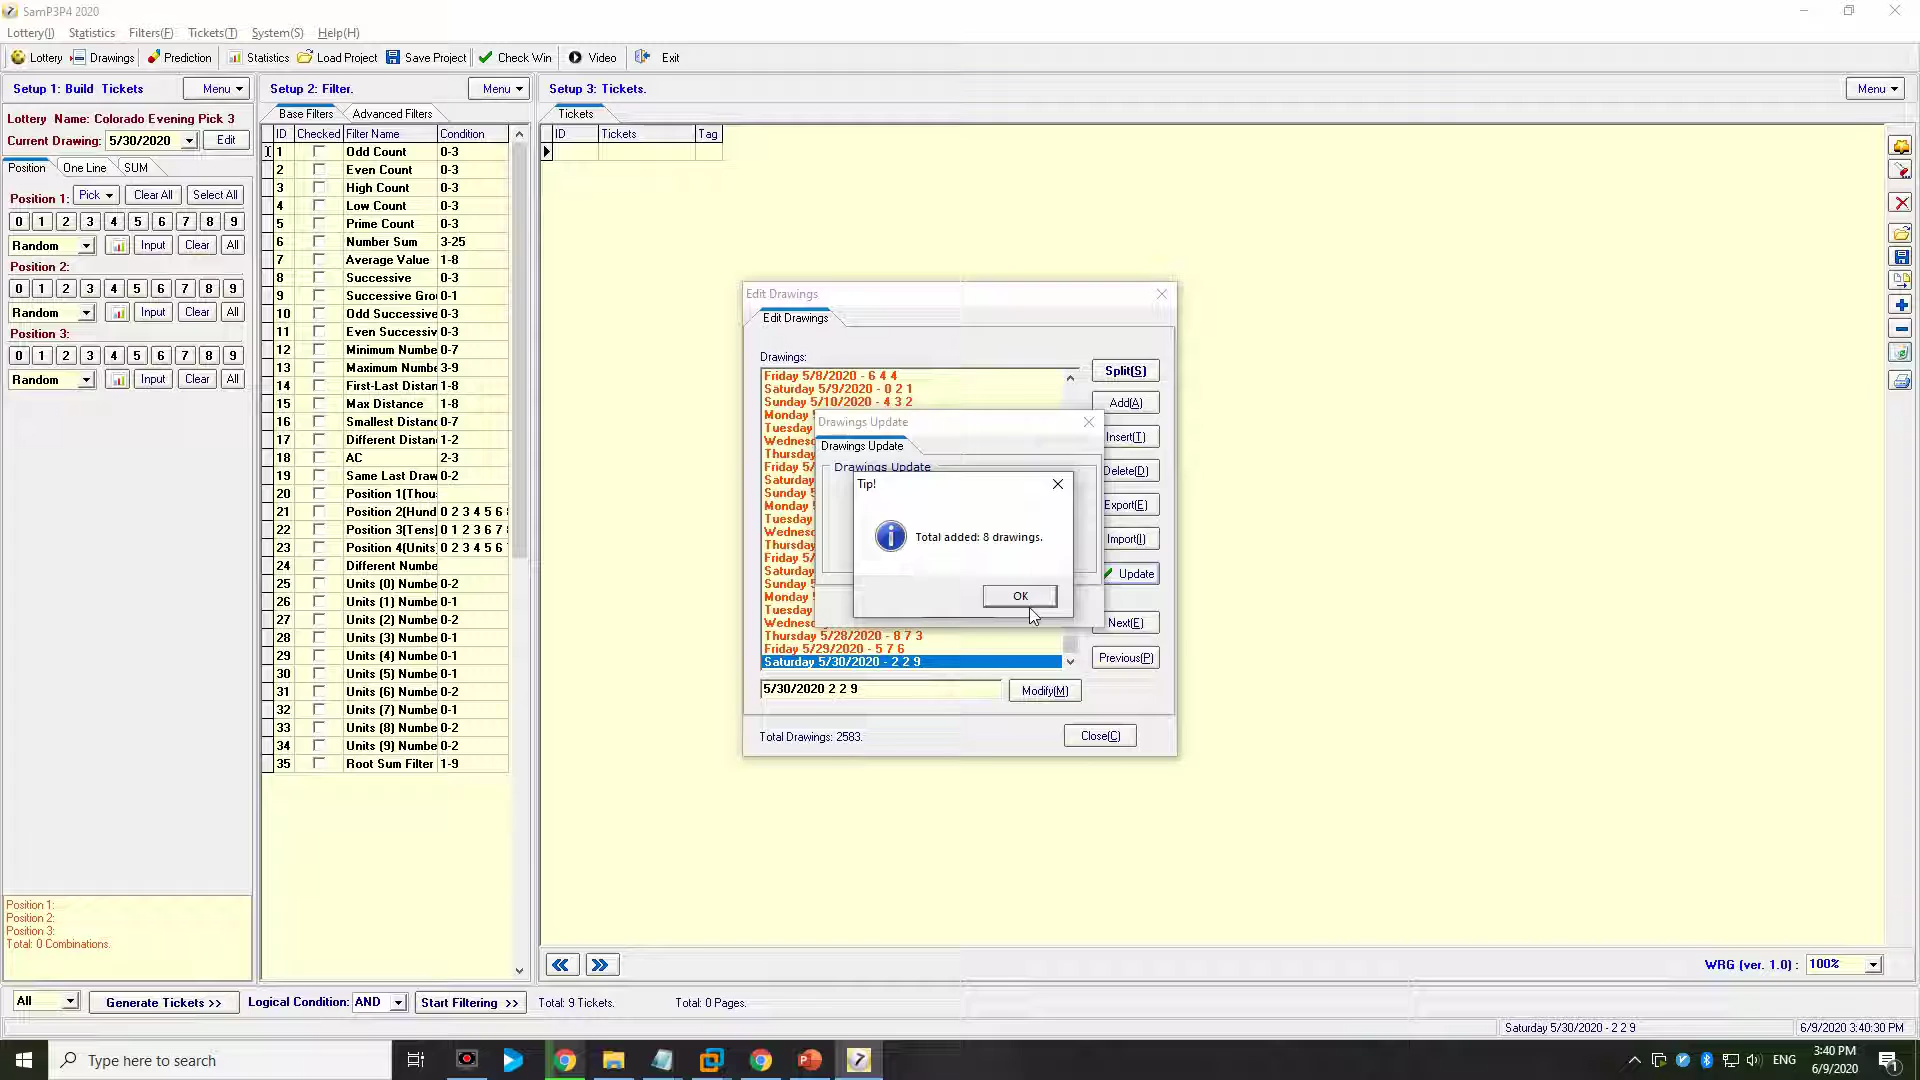 SamP3P4 2020
Lottery(J) Statistics Filters(F) Tickets(T) System(S) Help(H)
Lottery Drawings Prediction Statistics Load Project Save Project Check Win Video Exit
Setup 1: Build Tickets Menu
Lottery Name: Colorado Evening Pick 3
Current Drawing: 5/30/2020 Edit
Position One Line SUM
Position 1: Pick Clear All Select All
0 1 2 3 4 5 6 7 8 9
Random Input Clear All
Position 2:
0 1 2 3 4 5 6 7 8 9
Random Input Clear All
Position 3:
0 1 2 3 4 5 6 7 8 9
Random Input Clear All
Position 1:
Position 2:
Position 3:
Total: 0 Combinations.
Setup 2: Filter. Menu
Base Filters Advanced Filters
ID Checked Filter Name Condition
1 Odd Count 0-3
2 Even Count 0-3
3 High Count 0-3
4 Low Count 0-3
5 Prime Count 0-3
6 Number Sum 3-25
7 Average Value 1-8
8 Successive 0-3
9 Successive Grou 0-1
10 Odd Successive 0-3
11 Even Successiv 0-3
12 Minimum Numbe 0-7
13 Maximum Numbe 3-9
14 First-Last Distan 1-8
15 Max Distance 1-8
16 Smallest Distanc 0-7
17 Different Distan 1-2
18 AC 2-3
19 Same Last Draw 0-2
20 Position 1(Thou:
21 Position 2(Hund 0 2 3 4 5 6
22 Position 3(Tens) 0 1 2 3 6 7
23 Position 4(Units) 0 2 3 4 5 6
24 Different Numbe
25 Units (0) Numbe 0-2
26 Units (1) Numbe 0-1
27 Units (2) Numbe 0-2
28 Units (3) Numbe 0-1
29 Units (4) Numbe 0-1
30 Units (5) Numbe 0-1
31 Units (6) Numbe 0-2
32 Units (7) Numbe 0-1
33 Units (8) Numbe 0-2
34 Units (9) Numbe 0-2
35 Root Sum Filter 1-9
Setup 3: Tickets. Menu
Tickets
ID Tickets Tag
Edit Drawings
Edit Drawings
Drawings:
Friday 5/8/2020 - 6 4 4
Saturday 5/9/2020 - 0 2 1
Sunday 5/10/2020 - 4 3 2
Monday
Tuesday
Wednesd
Thursday
Friday 5/
Saturday
Sunday 5
Monday
Tuesday
Wednesd
Thursday
Friday 5/
Saturday
Sunday 5
Monday
Tuesday
Wednesd
Thursday 5/28/2020 - 8 7 3
Friday 5/29/2020 - 5 7 6
Saturday 5/30/2020 - 2 2 9
5/30/2020 2 2 9 Modify(M)
Total Drawings: 2583. Close(C)
Split(S)
Add(A)
Insert(T)
Delete(D)
Export(E)
Import(I)
Update
Next(E)
Previous(P)
Drawings Update
Drawings Update
Drawings Update
Tip!
Total added: 8 drawings.
OK
WRG (ver. 1.0) : 100%
All Generate Tickets >> Logical Condition: AND Start Filtering >> Total: 9 Tickets. Total: 0 Pages.
Saturday 5/30/2020 - 2 2 9 6/9/2020 3:40:30 PM
Type here to search
ENG
3:40 PM
6/9/2020
1